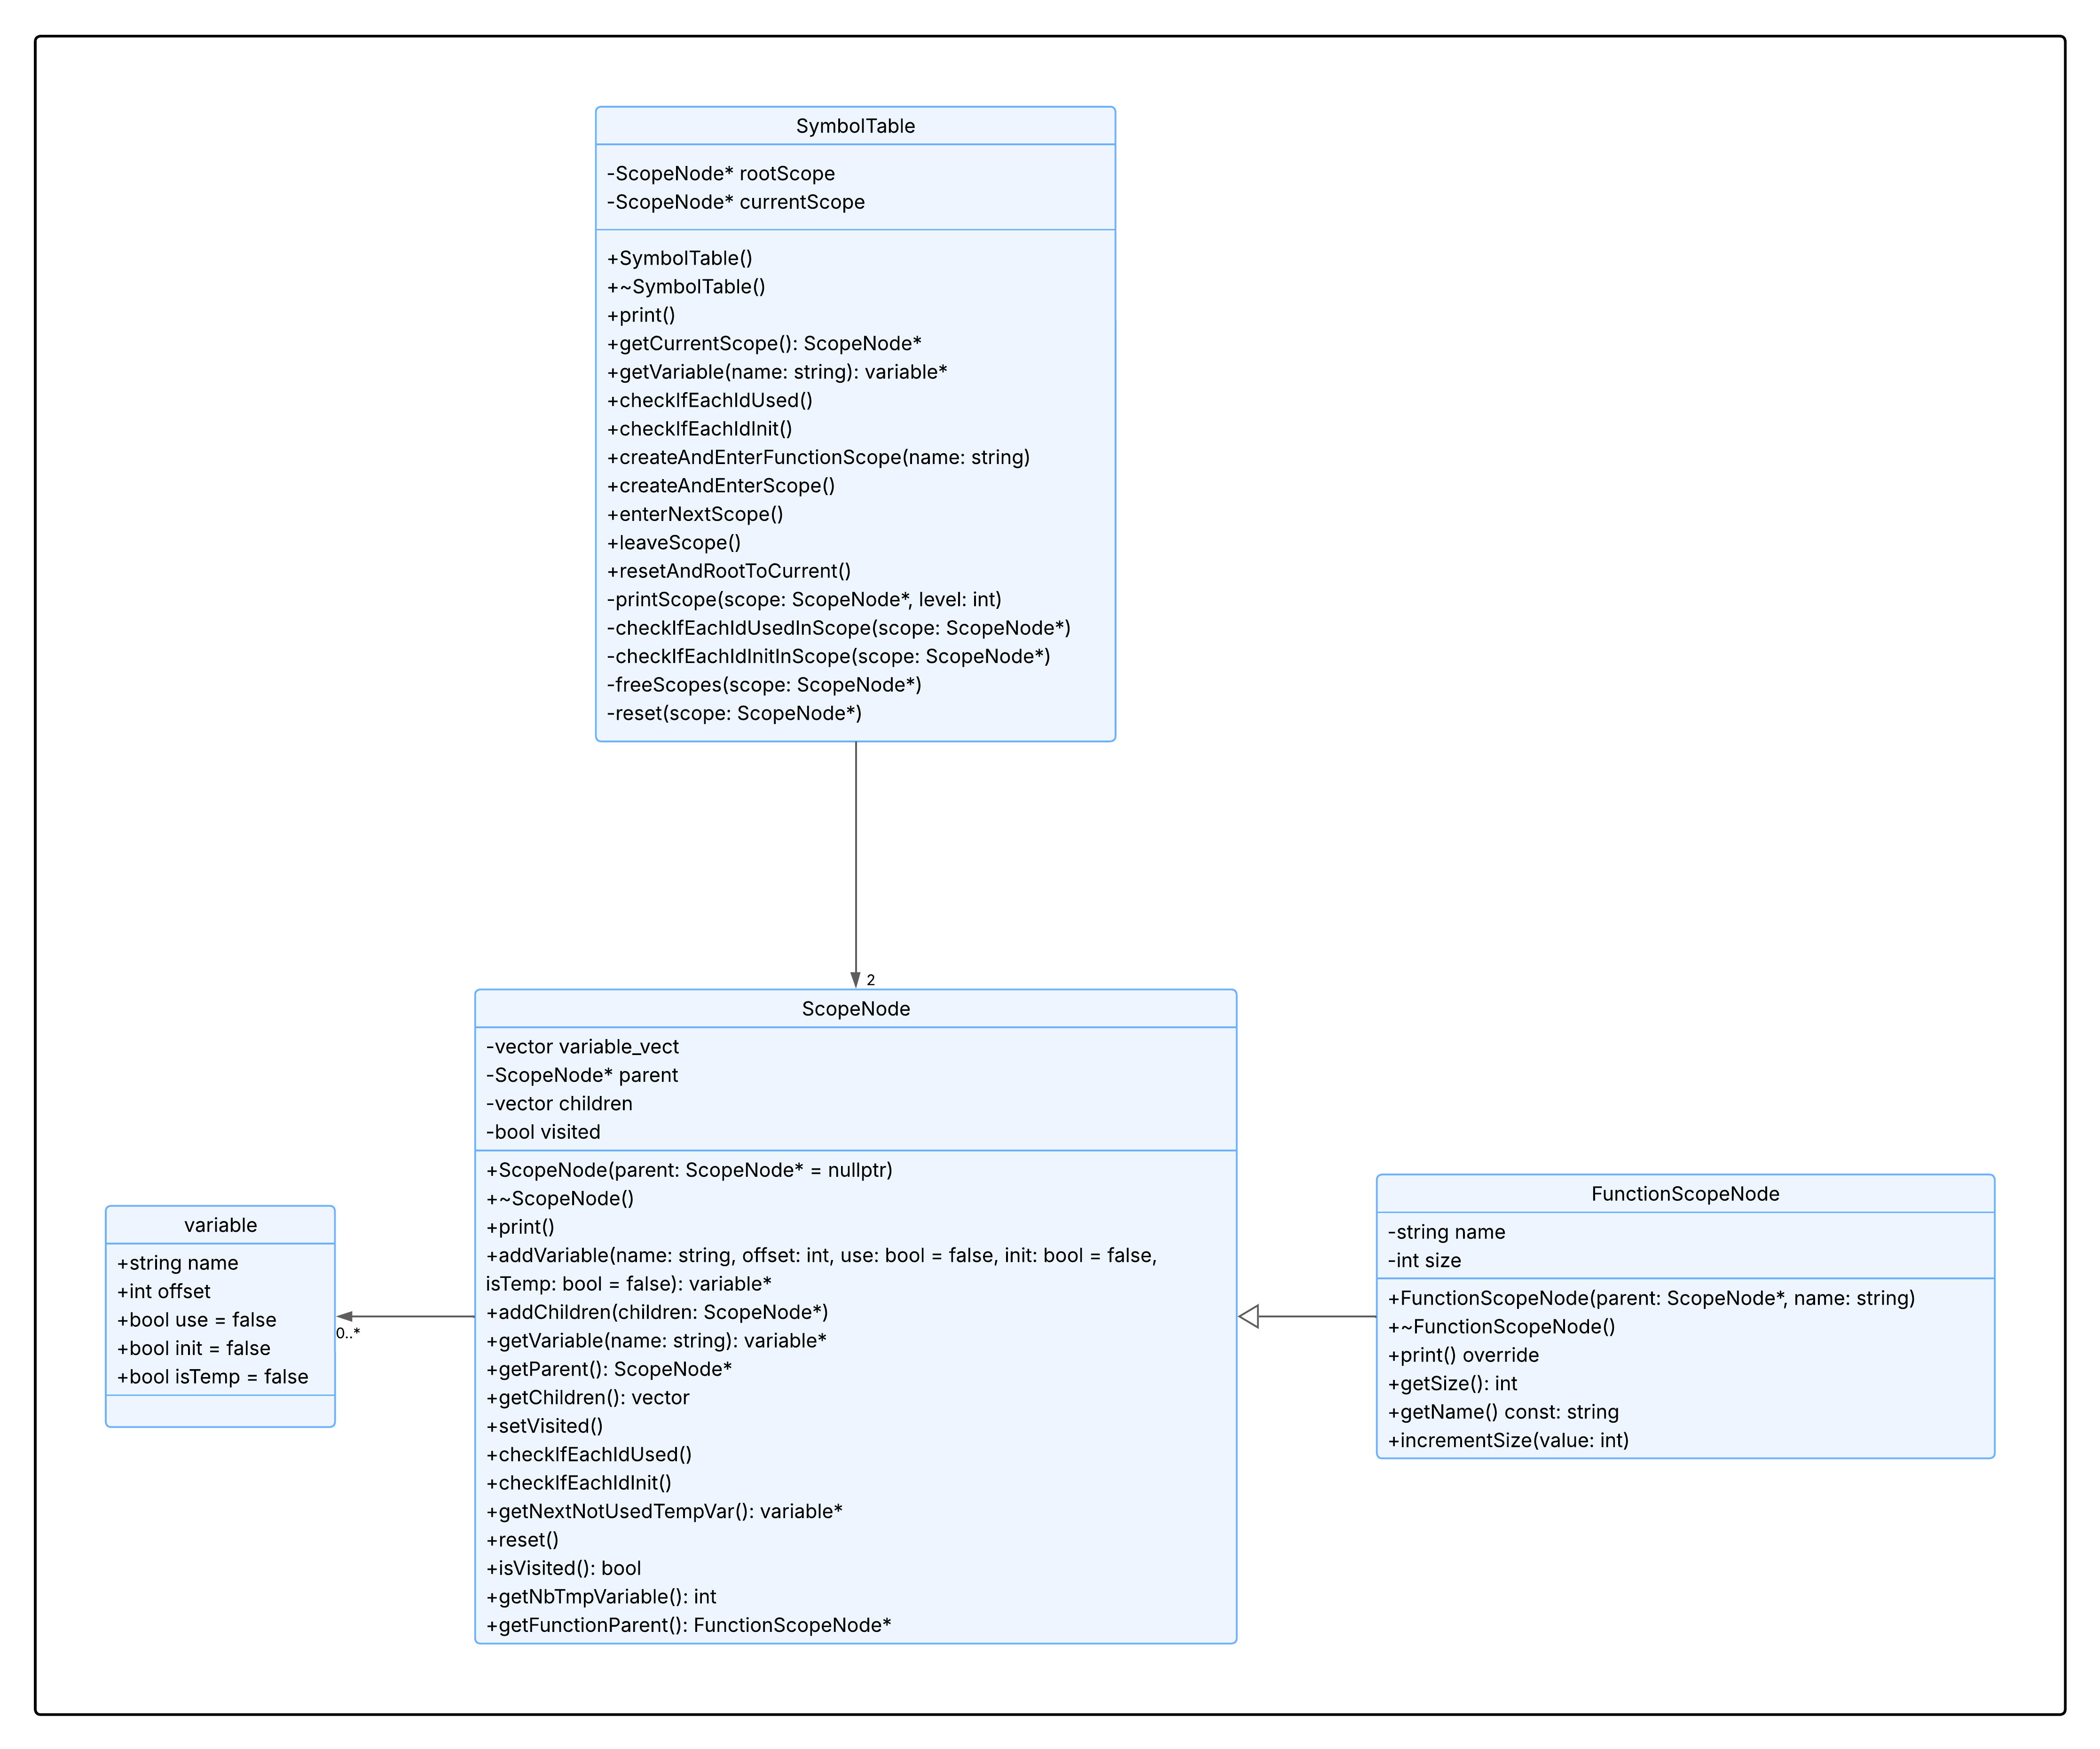 SymbolTable
-ScopeNode* rootScope
-ScopeNode* currentScope
+SymbolTable()
+~SymbolTable()
+print()
+getCurrentScope(): ScopeNode*
+getVariable(name: string): variable*
+checkIfEachIdUsed()
+checkIfEachIdInit()
+createAndEnterFunctionScope(name: string)
+createAndEnterScope()
+enterNextScope()
+leaveScope()
+resetAndRootToCurrent()
-printScope(scope: ScopeNode*, level: int)
-checkIfEachIdUsedInScope(scope: ScopeNode*)
-checkIfEachIdInitInScope(scope: ScopeNode*)
-freeScopes(scope: ScopeNode*)
-reset(scope: ScopeNode*)
2
ScopeNode
-vector variable_vect
-ScopeNode* parent
-vector children
-bool visited
+ScopeNode(parent: ScopeNode* = nullptr)
+~ScopeNode()
+print()
+addVariable(name: string, offset: int, use: bool = false, init: bool = false,
isTemp: bool = false): variable*
+addChildren(children: ScopeNode*)
+getVariable(name: string): variable*
+getParent(): ScopeNode*
+getChildren(): vector
+setVisited()
+checkIfEachIdUsed()
+checkIfEachIdInit()
+getNextNotUsedTempVar(): variable*
+reset()
+isVisited(): bool
+getNbTmpVariable(): int
+getFunctionParent(): FunctionScopeNode*
variable
+string name
+int offset
+bool use = false
+bool init = false
+bool isTemp = false
0..*
FunctionScopeNode
-string name
-int size
+FunctionScopeNode(parent: ScopeNode*, name: string)
+~FunctionScopeNode()
+print() override
+getSize(): int
+getName() const: string
+incrementSize(value: int)